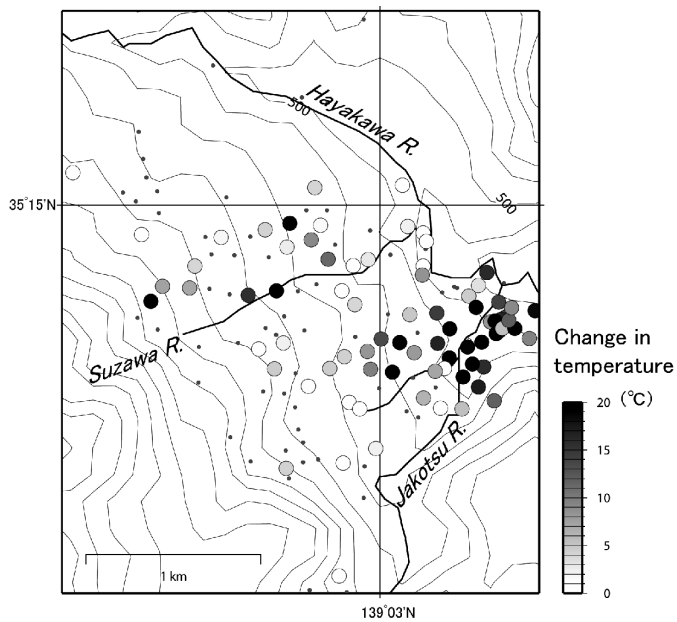 Hayakawa R.
500
500
35°15'N
Suzawa R.
Jakotsu R.
1 km
139°03'N
Change in
temperature
(℃)
20
15
10
5
0